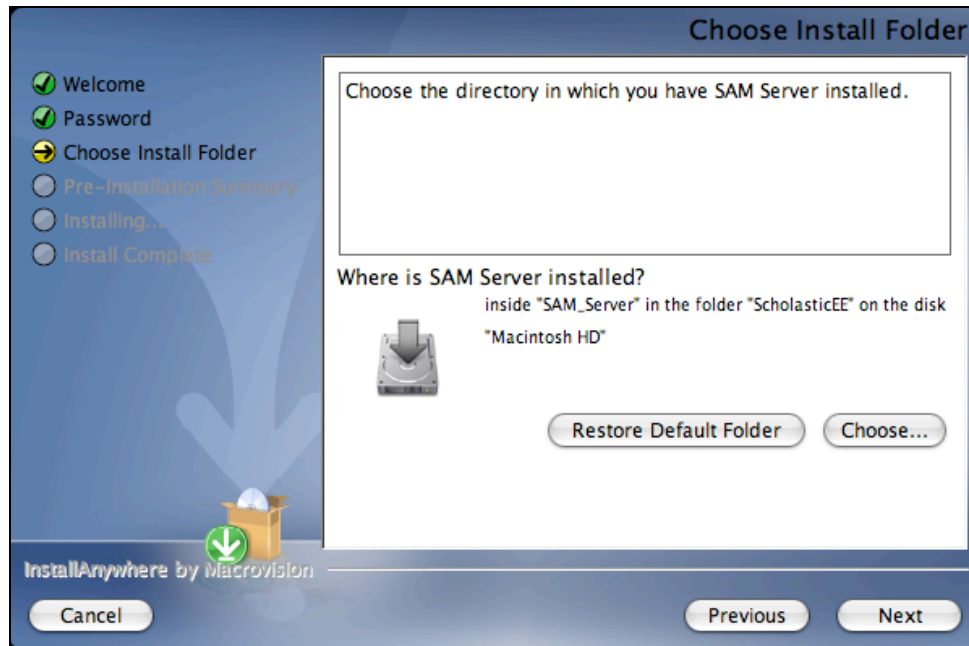 Choose Install Folder
Welcome
Password
Choose Install Folder
Pre-Installation Summary
Installing...
Install Complete
Choose the directory in which you have SAM Server installed.
Where is SAM Server installed?
inside "SAM_Server" in the folder "ScholasticEE" on the disk
"Macintosh HD"
Restore Default Folder
Choose...
InstallAnywhere by Macrovision
Cancel
Previous
Next